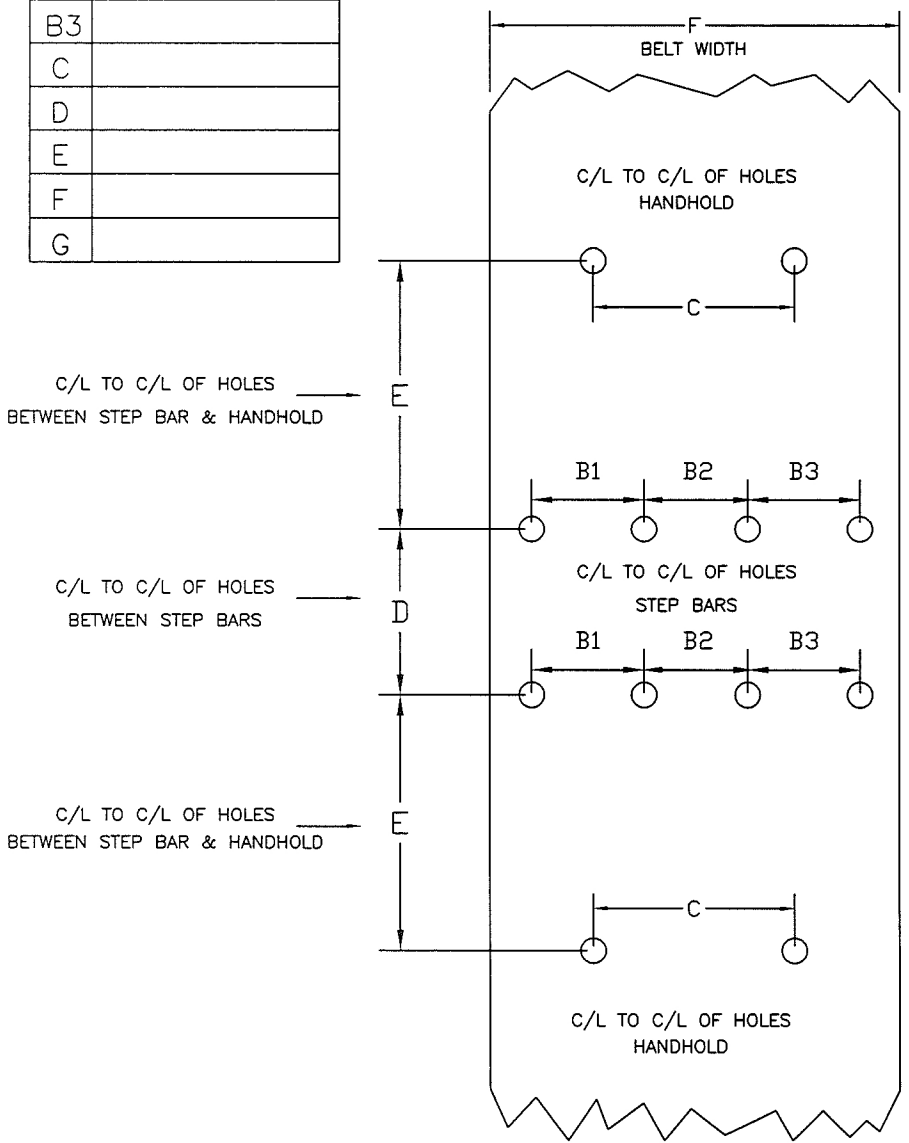 B3
C
D
E
F
G
F
BELT WIDTH
C/L TO C/L OF HOLES
HANDHOLD
C
C/L TO C/L OF HOLES
BETWEEN STEP BAR & HANDHOLD
E
B1 B2 B3
C/L TO C/L OF HOLES
STEP BARS
C/L TO C/L OF HOLES
BETWEEN STEP BARS
D
B1 B2 B3
C/L TO C/L OF HOLES
BETWEEN STEP BAR & HANDHOLD
E
C
C/L TO C/L OF HOLES
HANDHOLD